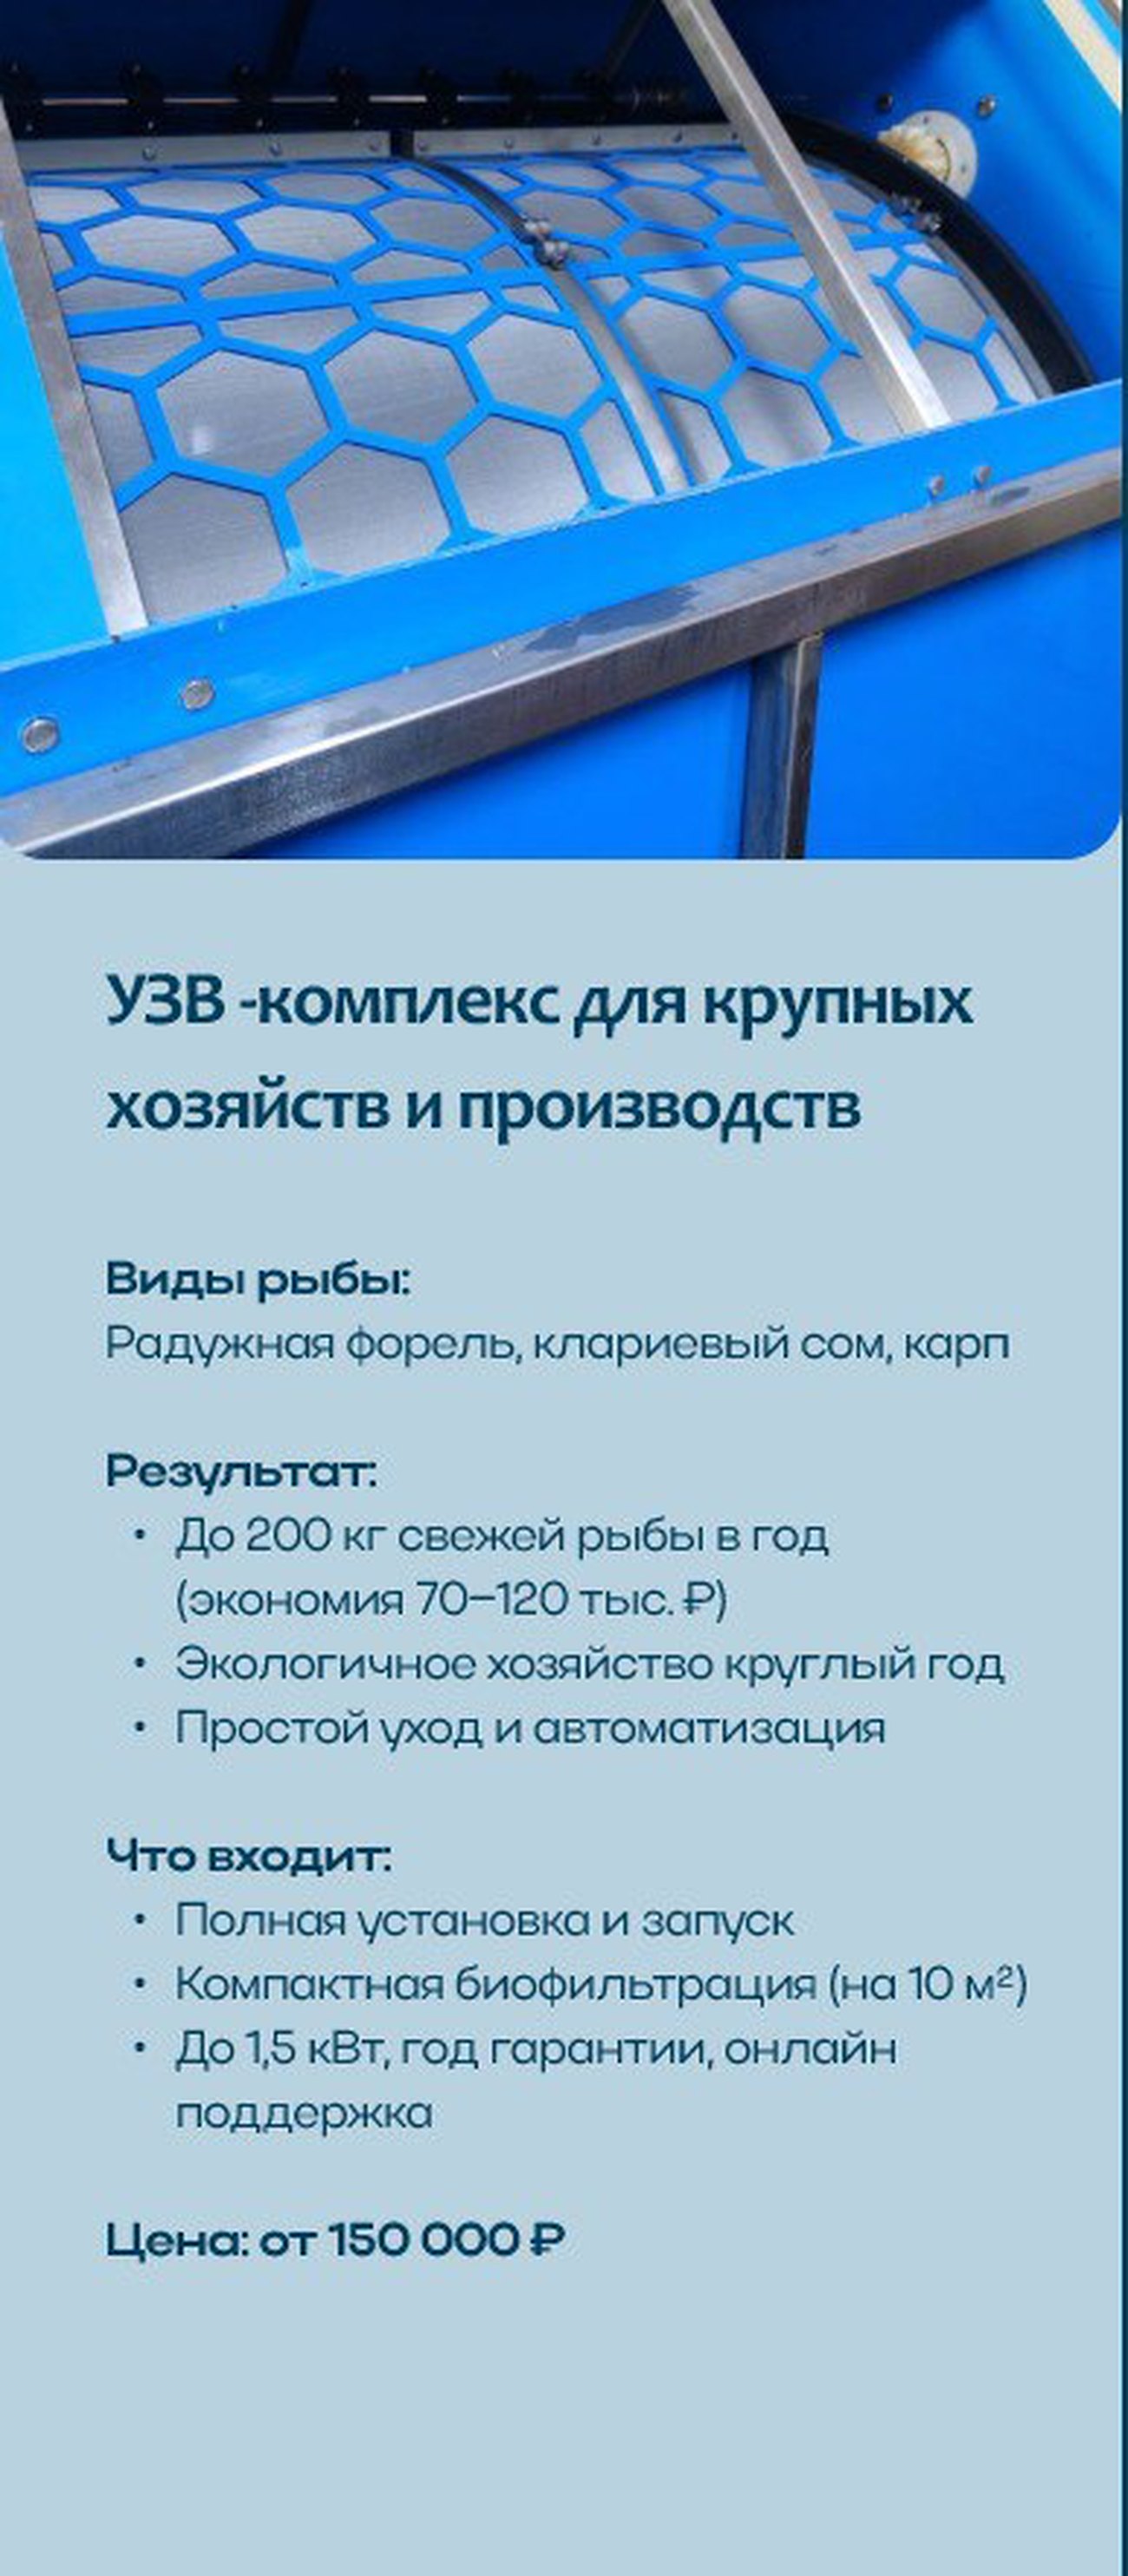 УЗВ -комплекс для крупных
хозяйств и производств
Виды рыбы:
Радужная форель, клариевый сом, карп
Результат:
• До 200 кг свежей рыбы в год
(экономия 70–120 тыс. ₽)
• Экологичное хозяйство круглый год
• Простой уход и автоматизация
Что входит:
• Полная установка и запуск
• Компактная биофильтрация (на 10 м²)
• До 1,5 кВт, год гарантии, онлайн
поддержка
Цена: от 150 000 ₽